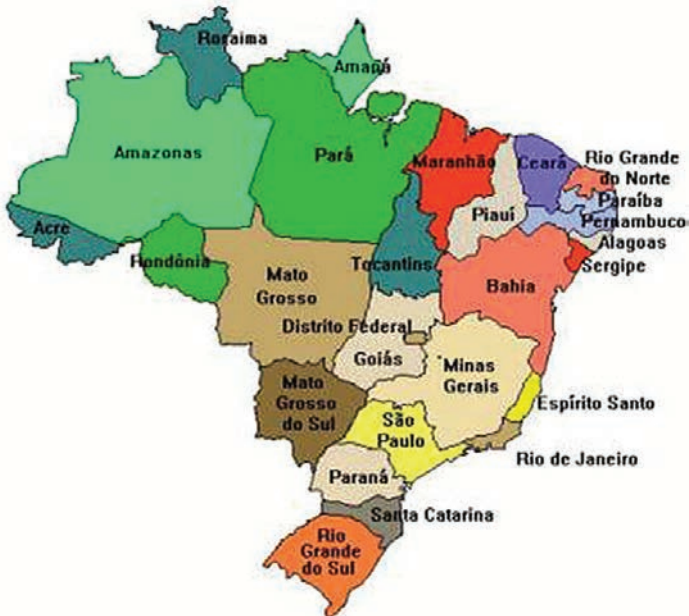 Roraima
Amapá
Amazonas
Pará
Maranhão
Ceará
Rio Grande
do Norte
Paraíba
Piauí
Pernambuco
Acre
Alagoas
Rondônia
Tocantins
Sergipe
Mato
Grosso
Bahia
Distrito Federal
Goiás
Minas
Gerais
Mato
Grosso
do Sul
Espírito Santo
São
Paulo
Rio de Janeiro
Paraná
Santa Catarina
Rio
Grande
do Sul